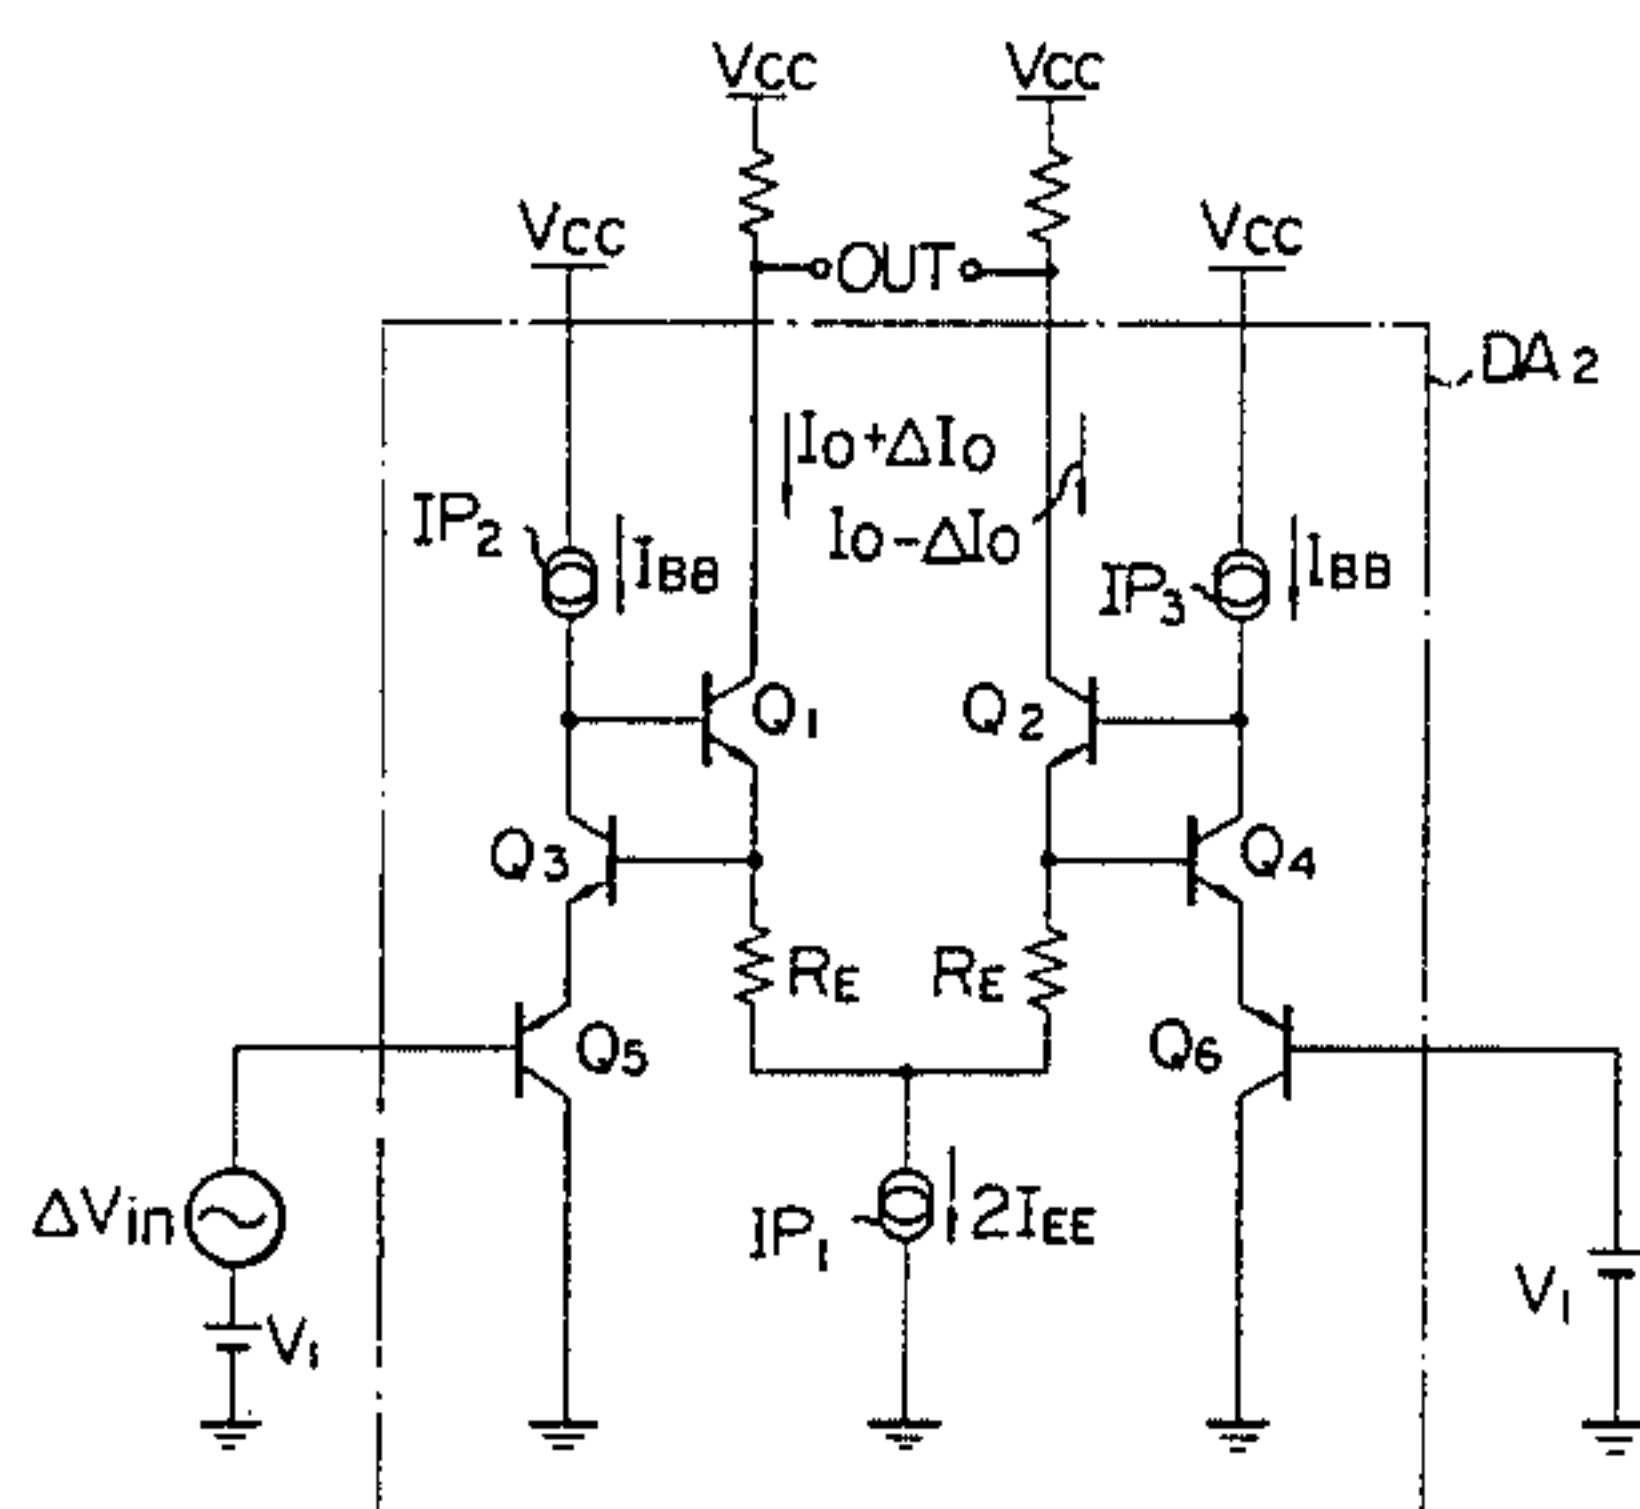 VCC
VCC
VCC
OUT
VCC
DA2
IO+ΔIO
IP2
IBB
IO-ΔIO
IP3
IBB
Q1
Q2
Q3
Q4
RE
RE
Q5
Q6
ΔVin
IP1
2IEE
V1
V1